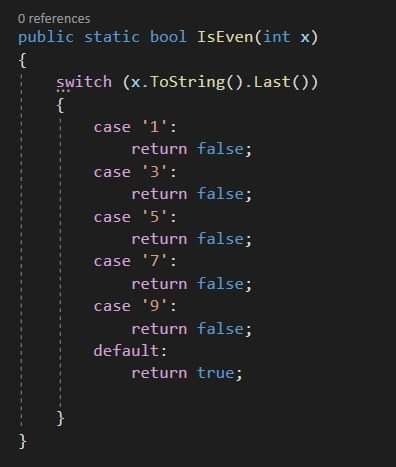 0 references
public static bool IsEven(int x)
{
    switch (x.ToString().Last())
    {
        case '1':
            return false;
        case '3':
            return false;
        case '5':
            return false;
        case '7':
            return false;
        case '9':
            return false;
        default:
            return true;
    }
}